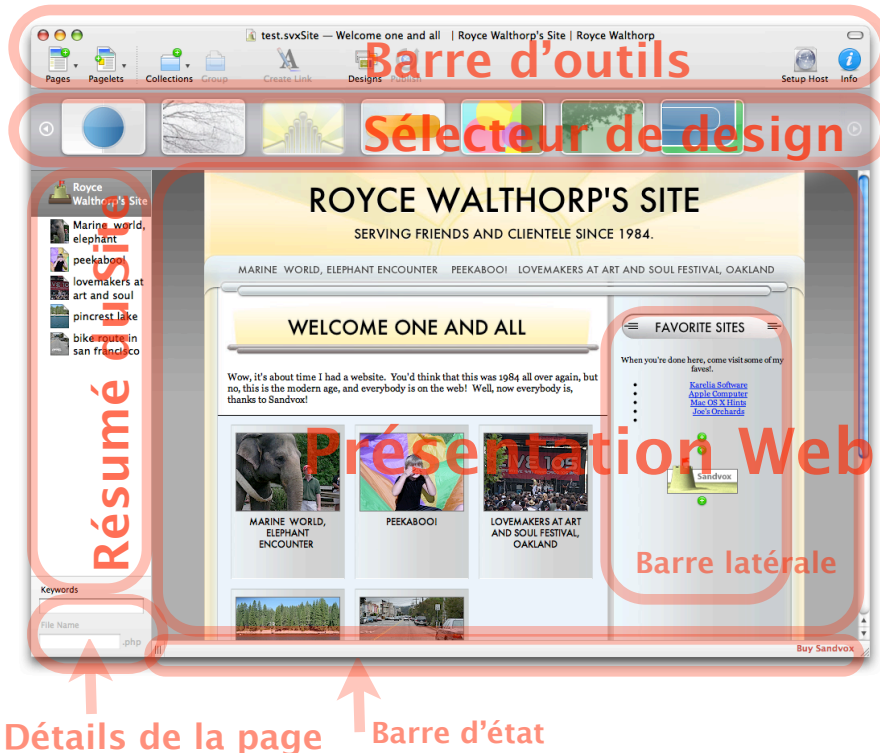 test.svxSite — Welcome one and all | Royce Walthorp's Site | Royce Walthorp
Barre d'outils
Pages
Pagelets
Collections
Group
Create Link
Designs
Publish
Setup Host
Info
Sélecteur de design
Royce
Walthorp's Site
Marine world,
elephant
peekaboo!
lovemakers at
art and soul
pincrest lake
bike route in
san francisco
Résumé du Site
ROYCE WALTHORP'S SITE
SERVING FRIENDS AND CLIENTELE SINCE 1984.
MARINE WORLD, ELEPHANT ENCOUNTER PEEKABOO! LOVEMAKERS AT ART AND SOUL FESTIVAL, OAKLAND
WELCOME ONE AND ALL
Wow, it's about time I had a website. You'd think that this was 1984 all over again, but
no, this is the modern age, and everybody is on the web! Well, now everybody is,
thanks to Sandvox!
FAVORITE SITES
When you're done here, come visit some of my
faves!.
Karelia Software
Apple Computer
Mac OS X Hints
Joe's Orchards
Présentation Web
Sandvox
MARINE WORLD,
ELEPHANT
ENCOUNTER
PEEKABOO!
LOVEMAKERS AT ART
AND SOUL FESTIVAL,
OAKLAND
Barre latérale
Keywords
File Name
.php
Buy Sandvox
Détails de la page
Barre d'état